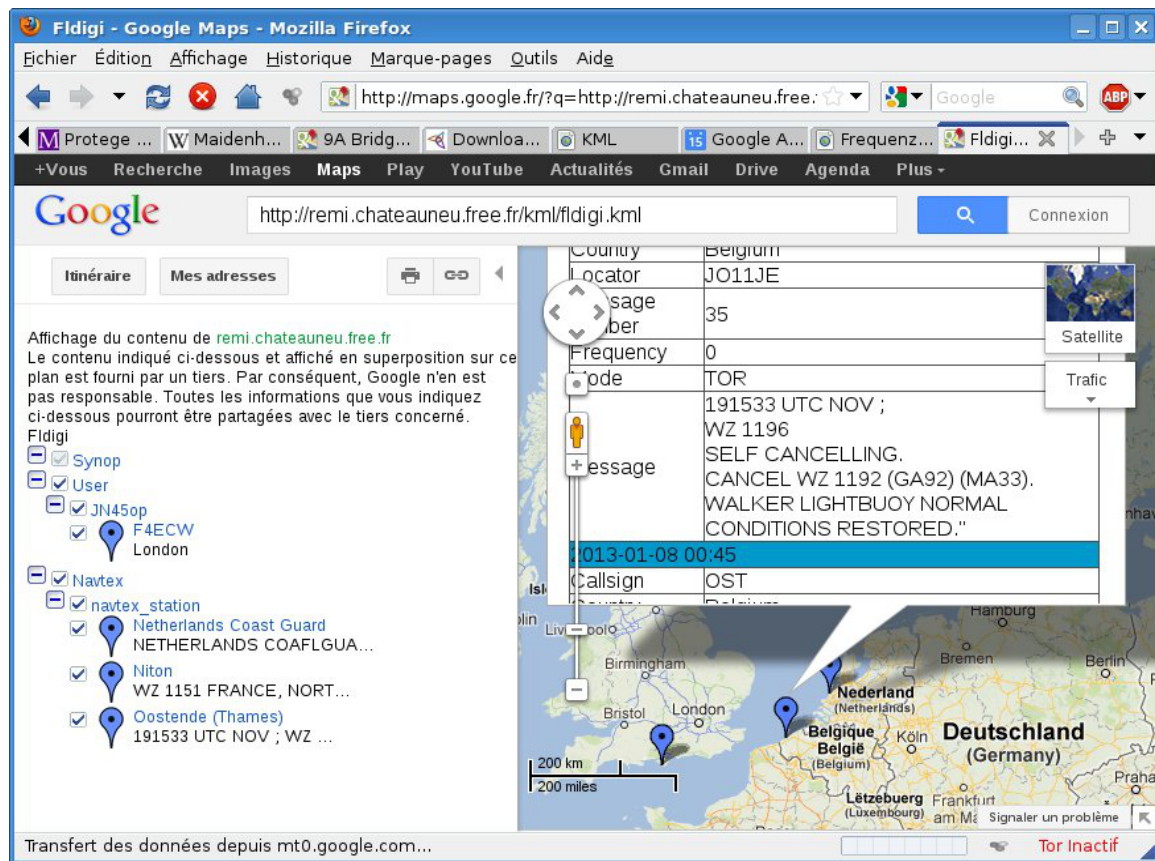 Fldigi - Google Maps - Mozilla Firefox
Fichier Édition Affichage Historique Marque-pages Outils Aide
http://maps.google.fr/?q=http://remi.chateauneu.free. Google ABP
Protege ... Maidenh... 9A Bridg... Downloa... KML 15 Google A... Frequenz... Fldigi...
+Vous Recherche Images Maps Play YouTube Actualités Gmail Drive Agenda Plus
Google http://remi.chateauneu.free.fr/kml/fldigi.kml Connexion
Itinéraire Mes adresses
Affichage du contenu de remi.chateauneu.free.fr
Le contenu indiqué ci-dessous et affiché en superposition sur ce
plan est fourni par un tiers. Par conséquent, Google n'en est
pas responsable. Toutes les informations que vous indiquez
ci-dessous pourront être partagées avec le tiers concerné.
Fldigi
Synop
User
JN45op
F4ECW
London
Navtex
navtex_station
Netherlands Coast Guard
NETHERLANDS COAFLGUA...
Niton
WZ 1151 FRANCE, NORT...
Oostende (Thames)
191533 UTC NOV ; WZ ...
Country Belgium
Locator JO11JE
Message Number 35
Frequency 0
Mode TOR
Message
191533 UTC NOV ;
WZ 1196
SELF CANCELLING.
CANCEL WZ 1192 (GA92) (MA33).
WALKER LIGHTBUOY NORMAL
CONDITIONS RESTORED."
2013-01-08 00:45
Callsign OST
Country Belgium
Satellite
Trafic
Hamburg
Liverpool
Birmingham
Bremen
Berlin
Nederland
(Netherlands)
Bristol
London
Belgique
België
(Belgium)
Köln
Deutschland
(Germany)
200 km
200 miles
Praha
Lëtzebuerg
(Luxembourg)
Frankfurt
am Ma
Signaler un problème
Transfert des données depuis mt0.google.com... Tor Inactif